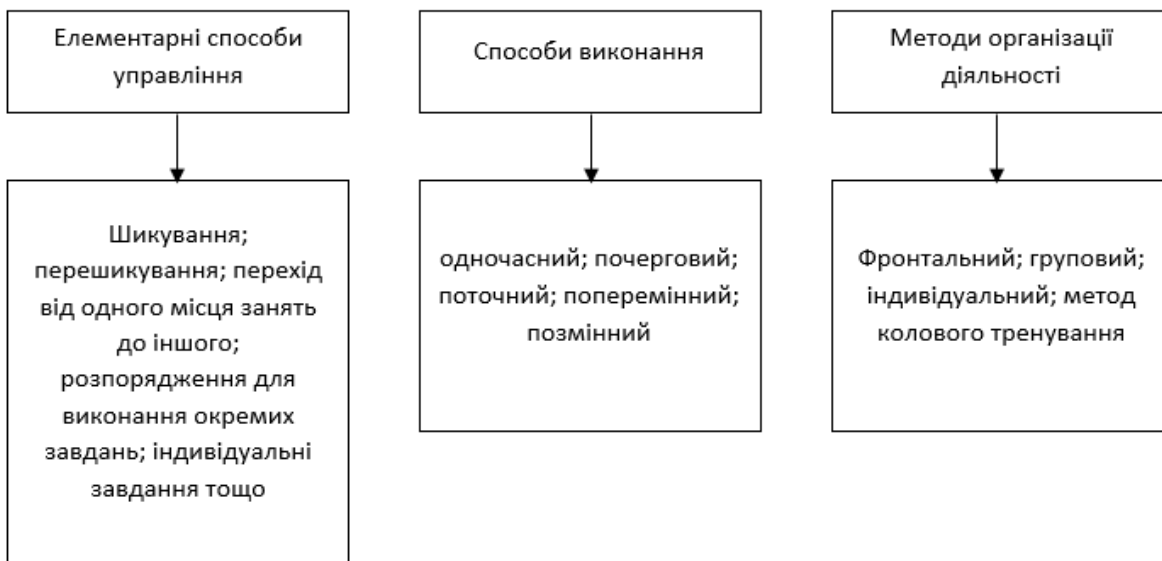 Елементарні способи
управління
Шикування;
перешикування; перехід
від одного місця занять
до іншого;
розпорядження для
виконання окремих
завдань; індивідуальні
завдання тощо
Способи виконання
одночасний; почерговий;
поточний; поперемінний;
позмінний
Методи організації
діяльності
Фронтальний; груповий;
індивідуальний; метод
колового тренування